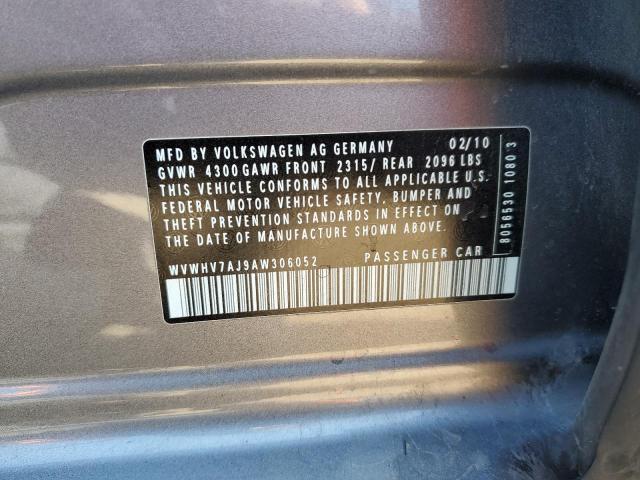 MFD BY VOLKSWAGEN AG GERMANY 02/10
GVWR 4300 GAWR FRONT 2315/ REAR 2096 LBS
THIS VEHICLE CONFORMS TO ALL APPLICABLE U.S.
FEDERAL MOTOR VEHICLE SAFETY, BUMPER AND
THEFT PREVENTION STANDARDS IN EFFECT ON
THE DATE OF MANUFACTURE SHOWN ABOVE.
WVWHV7AJ9AW306052 PASSENGER CAR
8056530 1080 3